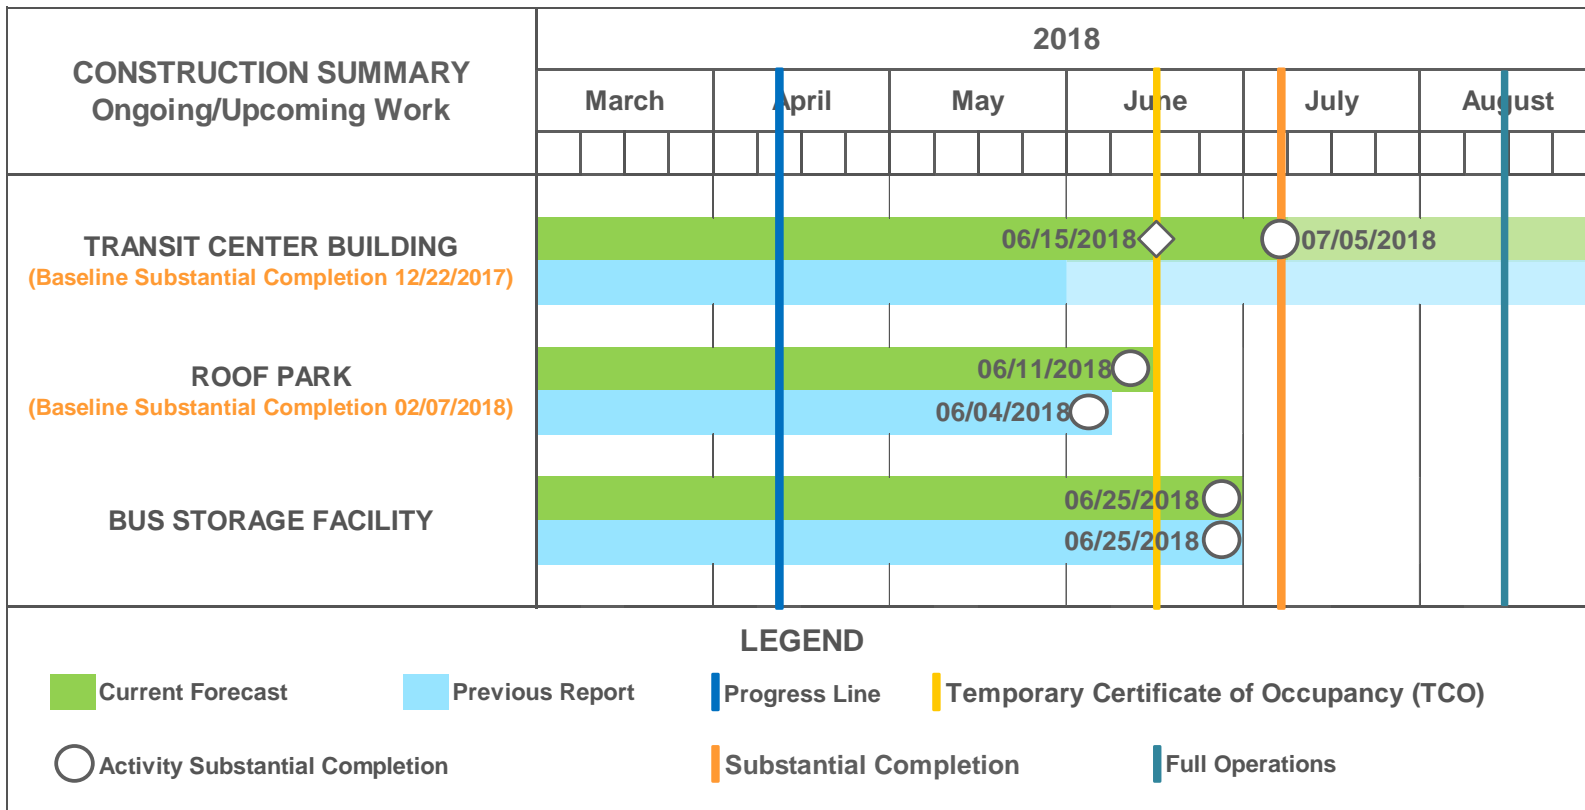 CONSTRUCTION SUMMARY
Ongoing/Upcoming Work
2018
March April May June July August
TRANSIT CENTER BUILDING
(Baseline Substantial Completion 12/22/2017)
06/15/2018 07/05/2018
ROOF PARK
(Baseline Substantial Completion 02/07/2018)
06/11/2018
06/04/2018
BUS STORAGE FACILITY
06/25/2018
06/25/2018
LEGEND
Current Forecast Previous Report Progress Line Temporary Certificate of Occupancy (TCO)
Activity Substantial Completion Substantial Completion Full Operations